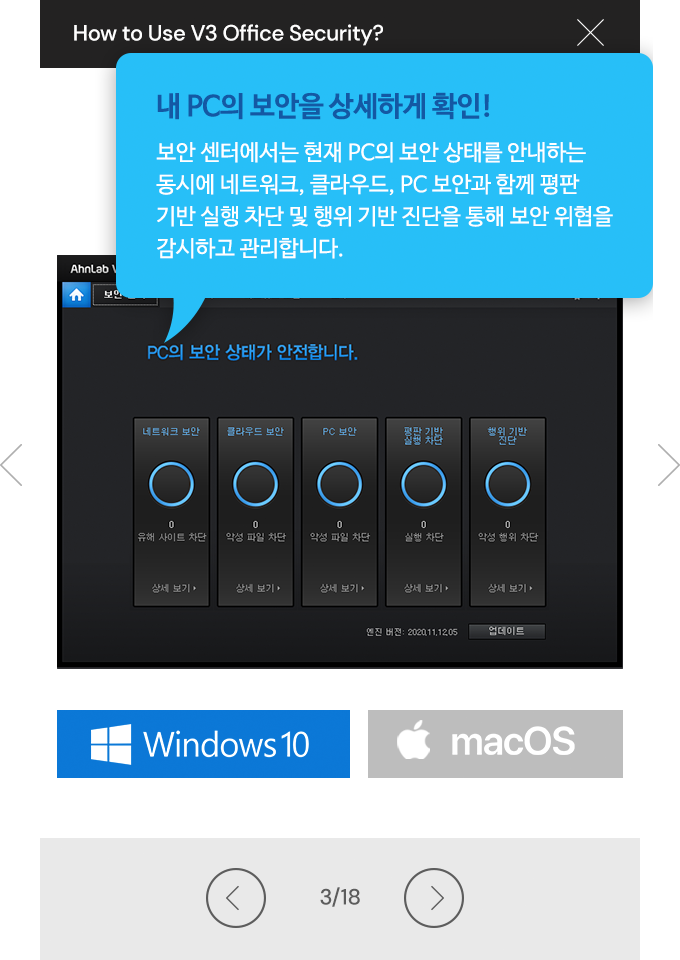 How to Use V3 Office Security?
내 PC의 보안을 상세하게 확인!
보안 센터에서는 현재 PC의 보안 상태를 안내하는
동시에 네트워크, 클라우드, PC 보안과 함께 평판
기반 실행 차단 및 행위 기반 진단을 통해 보안 위협을
감시하고 관리합니다.
AhnLab
보안
PC의 보안 상태가 안전합니다.
네트워크 보안
0
유해 사이트 차단
상세 보기
클라우드 보안
0
악성 파일 차단
상세 보기
PC 보안
0
악성 파일 차단
상세 보기
평판 기반
실행 차단
0
실행 차단
상세 보기
행위 기반
진단
0
악성 행위 차단
상세 보기
엔진 버전: 2020.11.12.05
업데이트
Windows 10
macOS
3/18